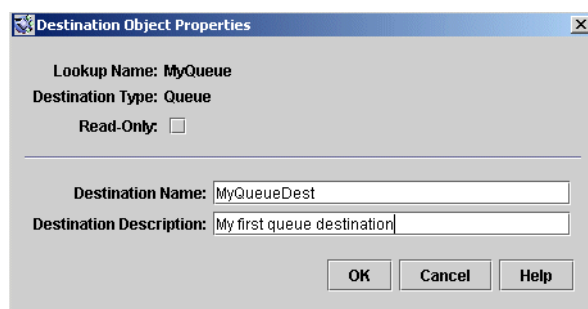 Destination Object Properties
Lookup Name: MyQueue
Destination Type: Queue
Read-Only:
Destination Name: MyQueueDest
Destination Description: My first queue destination
OK Cancel Help